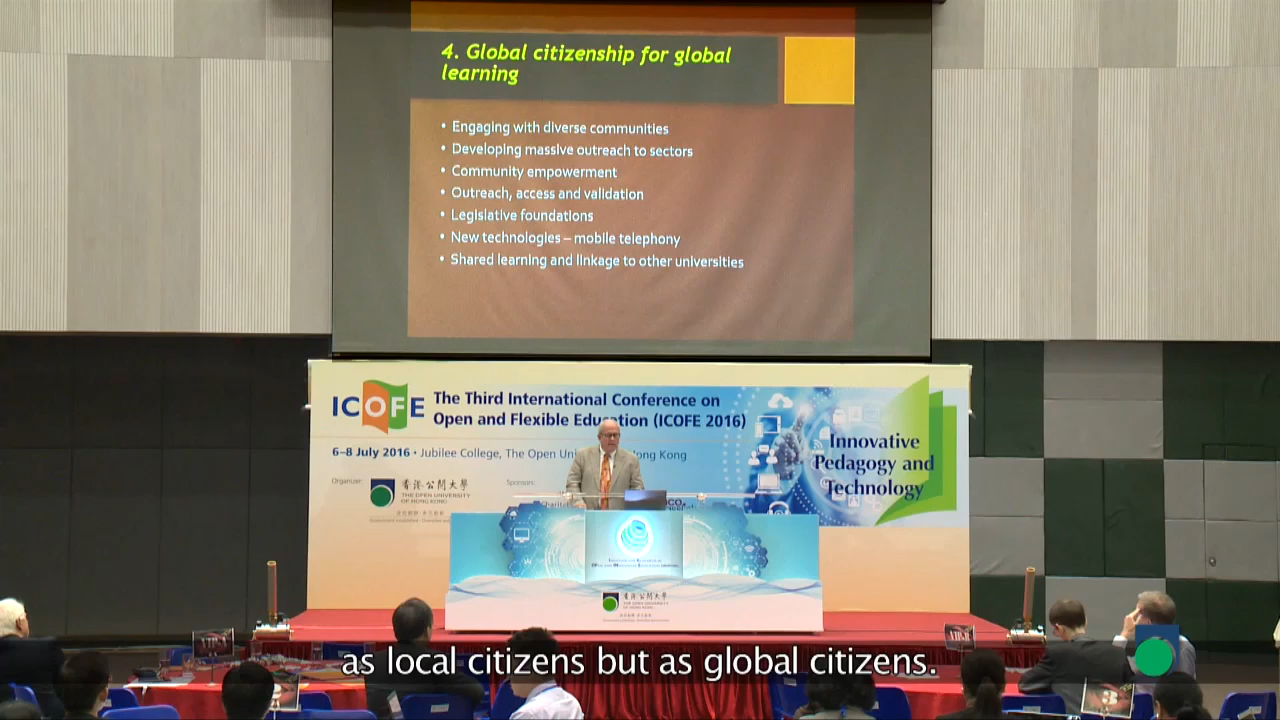 4. Global citizenship for global
learning
• Engaging with diverse communities
• Developing massive outreach to sectors
• Community empowerment
• Outreach, access and validation
• Legislative foundations
• New technologies – mobile telephony
• Shared learning and linkage to other universities
ICOFE
The Third International Conference on
Open and Flexible Education (ICOFE 2016)
6–8 July 2016 • Jubilee College, The Open Uni Hong Kong
Organizer:
香港公開大學
THE OPEN UNIVERSITY
OF HONG KONG
Sponsors:
Innovative
Pedagogy and
Technology
香港公開大學
THE OPEN UNIVERSITY
OF HONG KONG
as local citizens but as global citizens.